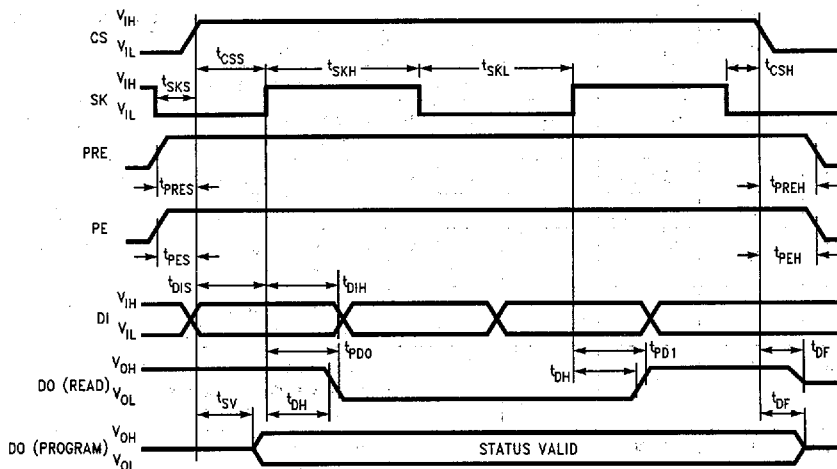 V_IH
CS
V_IL
t_CSS t_SKH t_SKL t_CSH
V_IH
t_SKS
SK
V_IL
PRE
t_PRES t_PREH
PE
t_PES t_PEH
t_DIS t_DIH
V_IH
DI
V_IL
t_PD0 t_PD1 t_DF
V_OH
DO (READ)
V_OL
t_SV t_DH t_DH t_DF
V_OH
DO (PROGRAM) STATUS VALID
V_OL